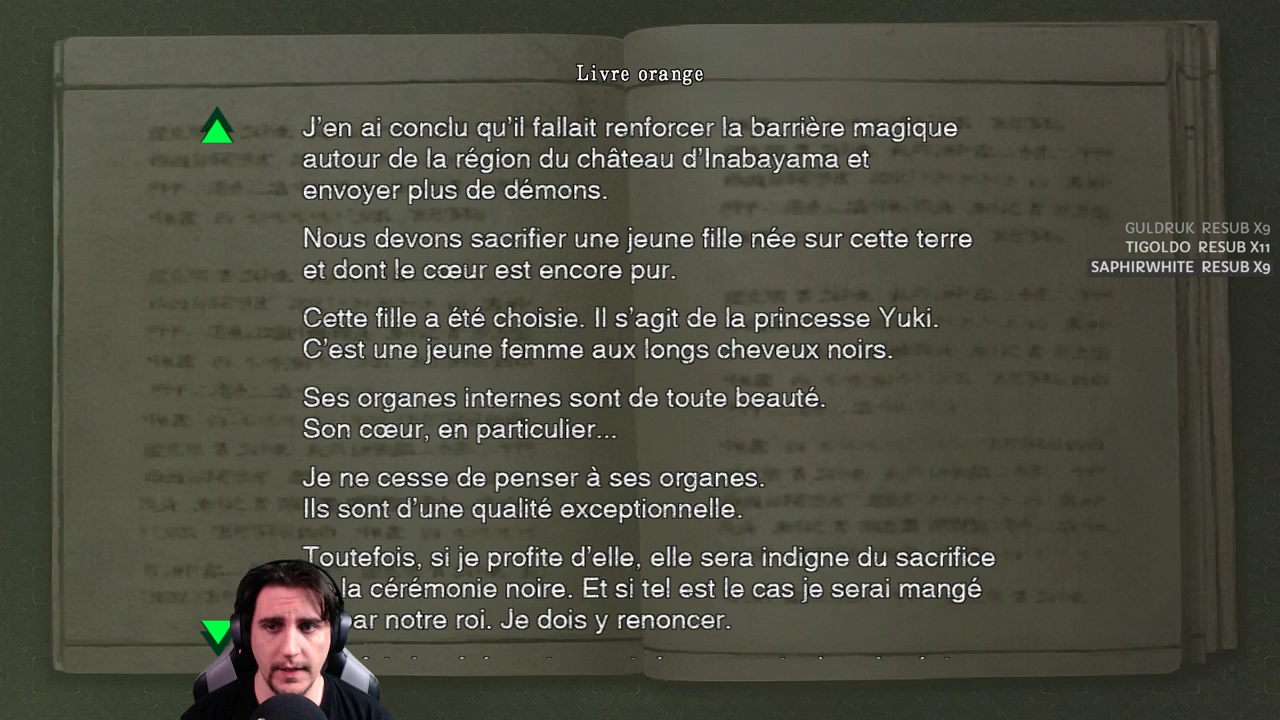 Livre orange
J'en ai conclu qu'il fallait renforcer la barrière magique
autour de la région du château d'Inabayama et
envoyer plus de démons.
Nous devons sacrifier une jeune fille née sur cette terre
et dont le cœur est encore pur.
Cette fille a été choisie. Il s'agit de la princesse Yuki.
C'est une jeune femme aux longs cheveux noirs.
Ses organes internes sont de toute beauté.
Son cœur, en particulier...
Je ne cesse de penser à ses organes.
Ils sont d'une qualité exceptionnelle.
Toutefois, si je profite d'elle, elle sera indigne du sacrifice
la cérémonie noire. Et si tel est le cas je serai mangé
par notre roi. Je dois y renoncer.
GULDRUK RESUB X9
TIGOLDO RESUB X11
SAPHIRWHITE RESUB X9